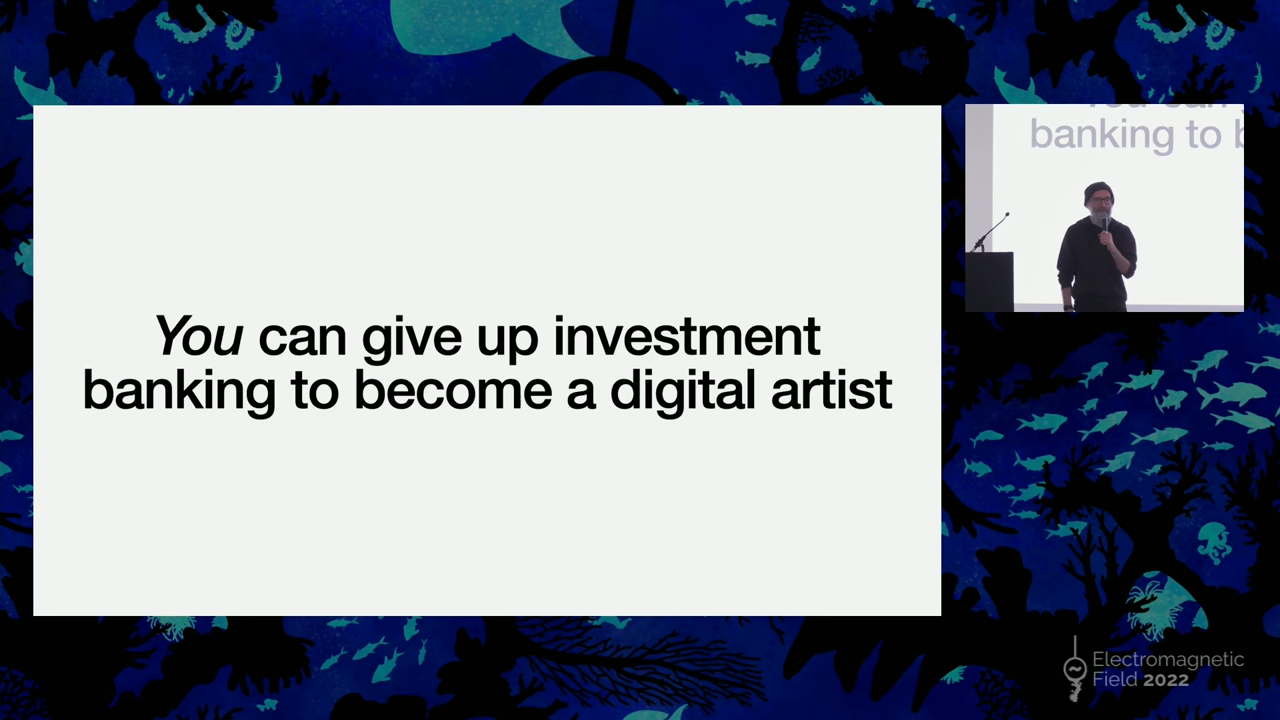 You can give up investment
banking to become a digital artist
banking to
Electromagnetic
Field 2022